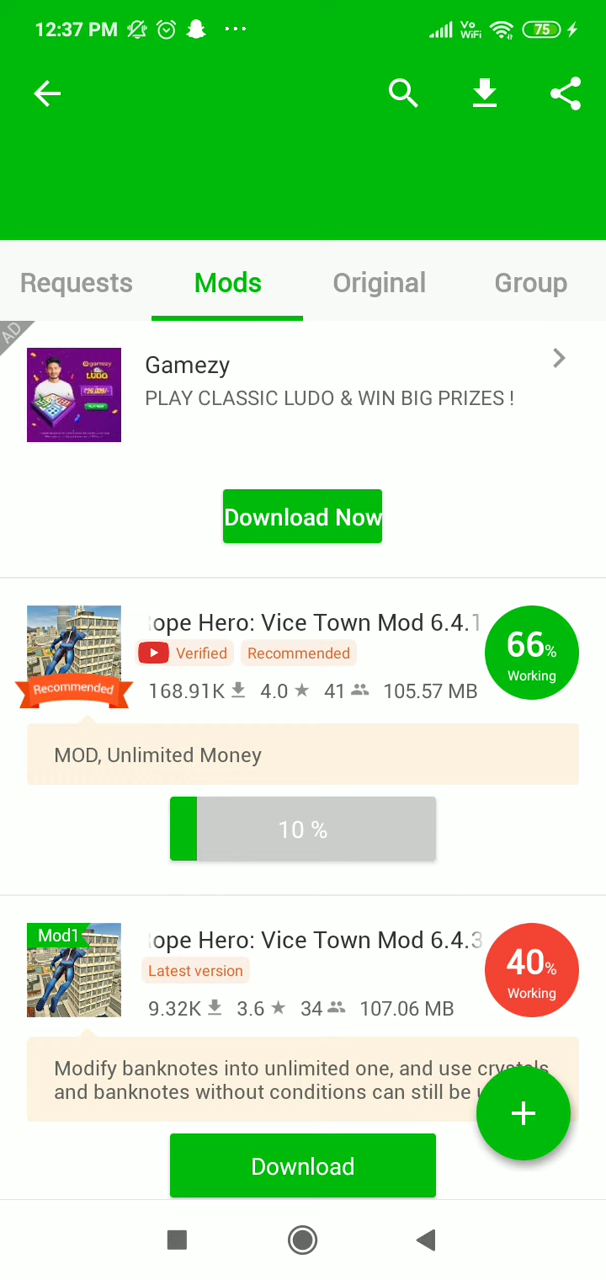 12:37 PM
Vo
WiFi
75
Requests
Mods
Original
Group
AD
gamezy
LUDO
Gamezy
PLAY CLASSIC LUDO & WIN BIG PRIZES !
Download Now
ope Hero: Vice Town Mod 6.4.1
66%
Working
Verified
Recommended
Recommended
168.91K
4.0
41
105.57 MB
MOD, Unlimited Money
10 %
Mod1
ope Hero: Vice Town Mod 6.4.3
40%
Working
Latest version
9.32K
3.6
34
107.06 MB
Modify banknotes into unlimited one, and use crystals
and banknotes without conditions can still be
+
Download